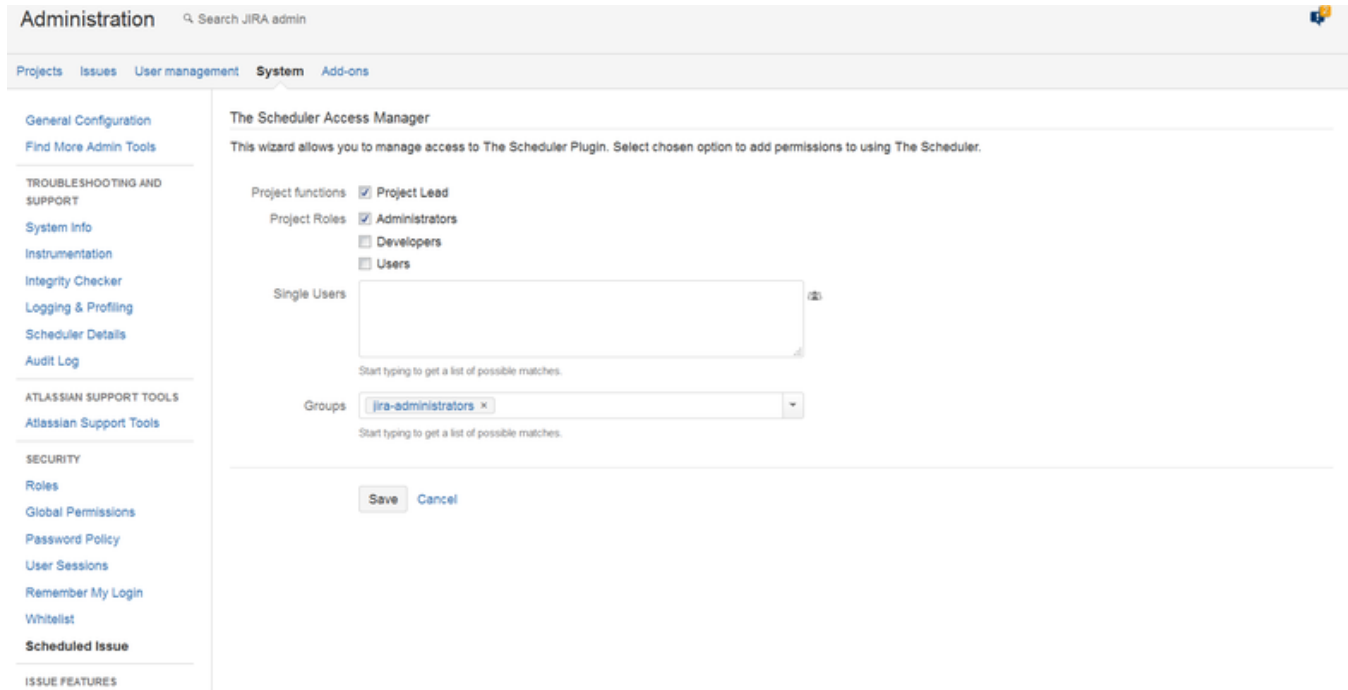 Administration Search JIRA admin
Projects Issues User management System Add-ons
General Configuration
Find More Admin Tools
TROUBLESHOOTING AND
SUPPORT
System Info
Instrumentation
Integrity Checker
Logging & Profiling
Scheduler Details
Audit Log
ATLASSIAN SUPPORT TOOLS
Atlassian Support Tools
SECURITY
Roles
Global Permissions
Password Policy
User Sessions
Remember My Login
Whitelist
Scheduled Issue
ISSUE FEATURES
The Scheduler Access Manager
This wizard allows you to manage access to The Scheduler Plugin. Select chosen option to add permissions to using The Scheduler.
Project functions Project Lead
Project Roles Administrators
Developers
Users
Single Users
Start typing to get a list of possible matches.
Groups jira-administrators ×
Start typing to get a list of possible matches.
Save Cancel